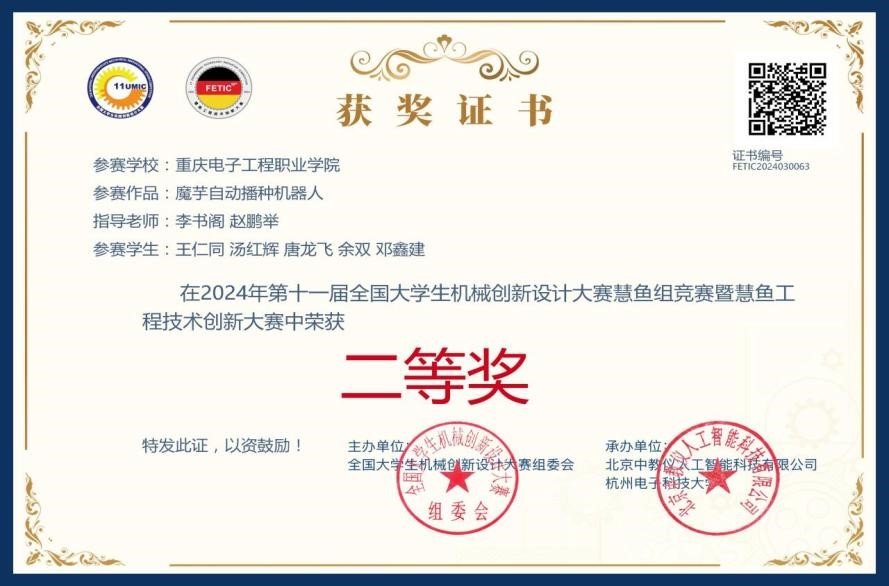 11UMIC
FETIC
获奖证书
证书编号
FETIC2024030063
参赛学校：重庆电子工程职业学院
参赛作品：魔芋自动播种机器人
指导老师：李书阁 赵鹏举
参赛学生：王仁同 汤红辉 唐龙飞 余双 邓鑫建
在2024年第十一届全国大学生机械创新设计大赛慧鱼组竞赛暨慧鱼工
程技术创新大赛中荣获
二等奖
特发此证，以资鼓励！
主办单位：
全国大学生机械创新设计大赛组委会
承办单位：
北京中教仪人工智能科技有限公司
杭州电子科技大学
全国大学生机械创新设计大赛
组委会
北京中教仪人工智能科技有限公司